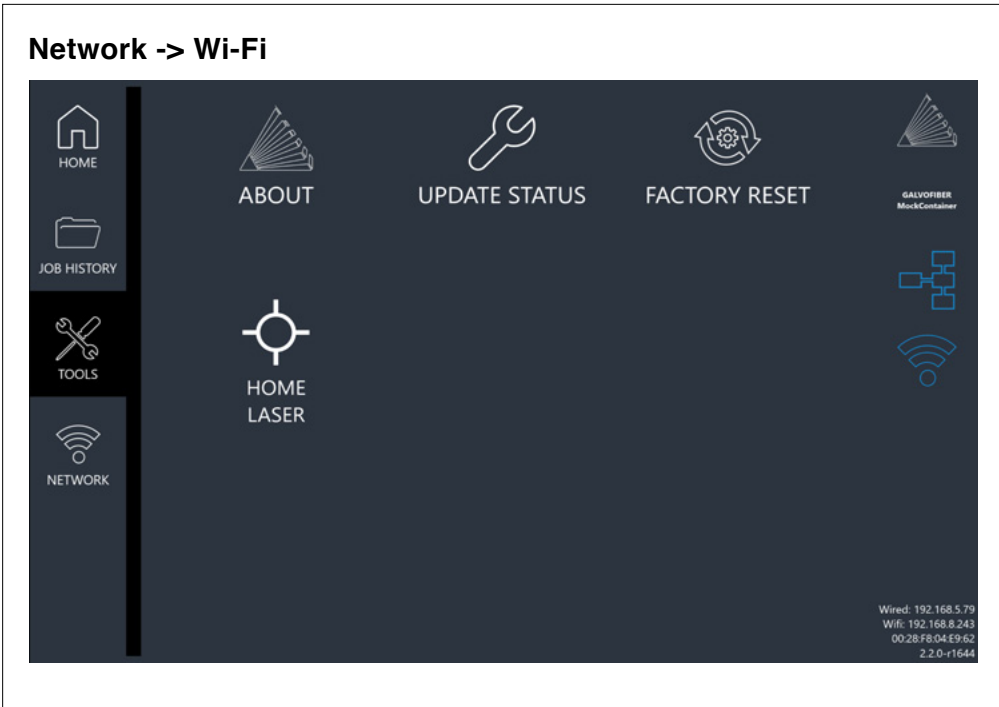 Network -> Wi-Fi
HOME
JOB HISTORY
TOOLS
NETWORK
ABOUT
UPDATE STATUS
FACTORY RESET
HOME
LASER
GALVOFIBER
MockContainer
Wired: 192.168.5.79
Wifi: 192.168.8.243
00:28:F8:04:E9:62
2.2.0-r1644